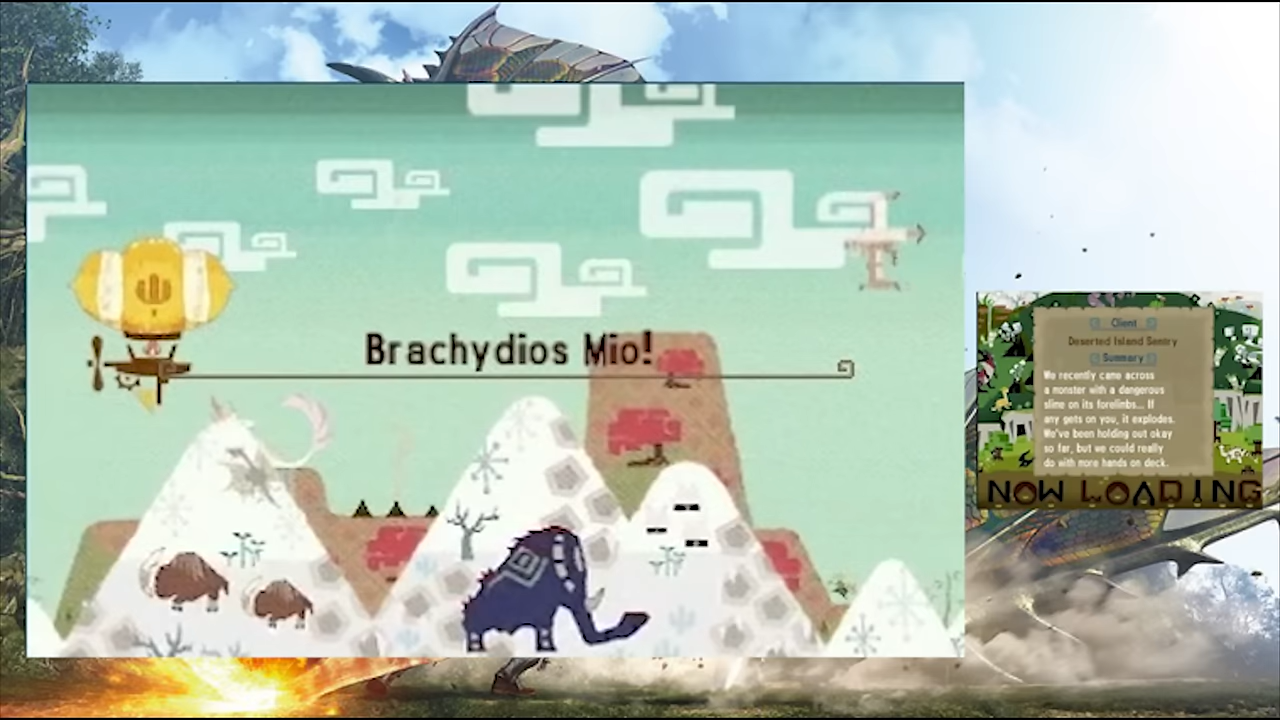 Brachydios Mio!
Client
Deserted Island Sentry
Summary
We recently came across
a monster with a dangerous
slime on its forelimbs... If
any gets on you, it explodes.
We've been holding out okay
so far, but we could really
do with more hands on deck.
NOW LOADING